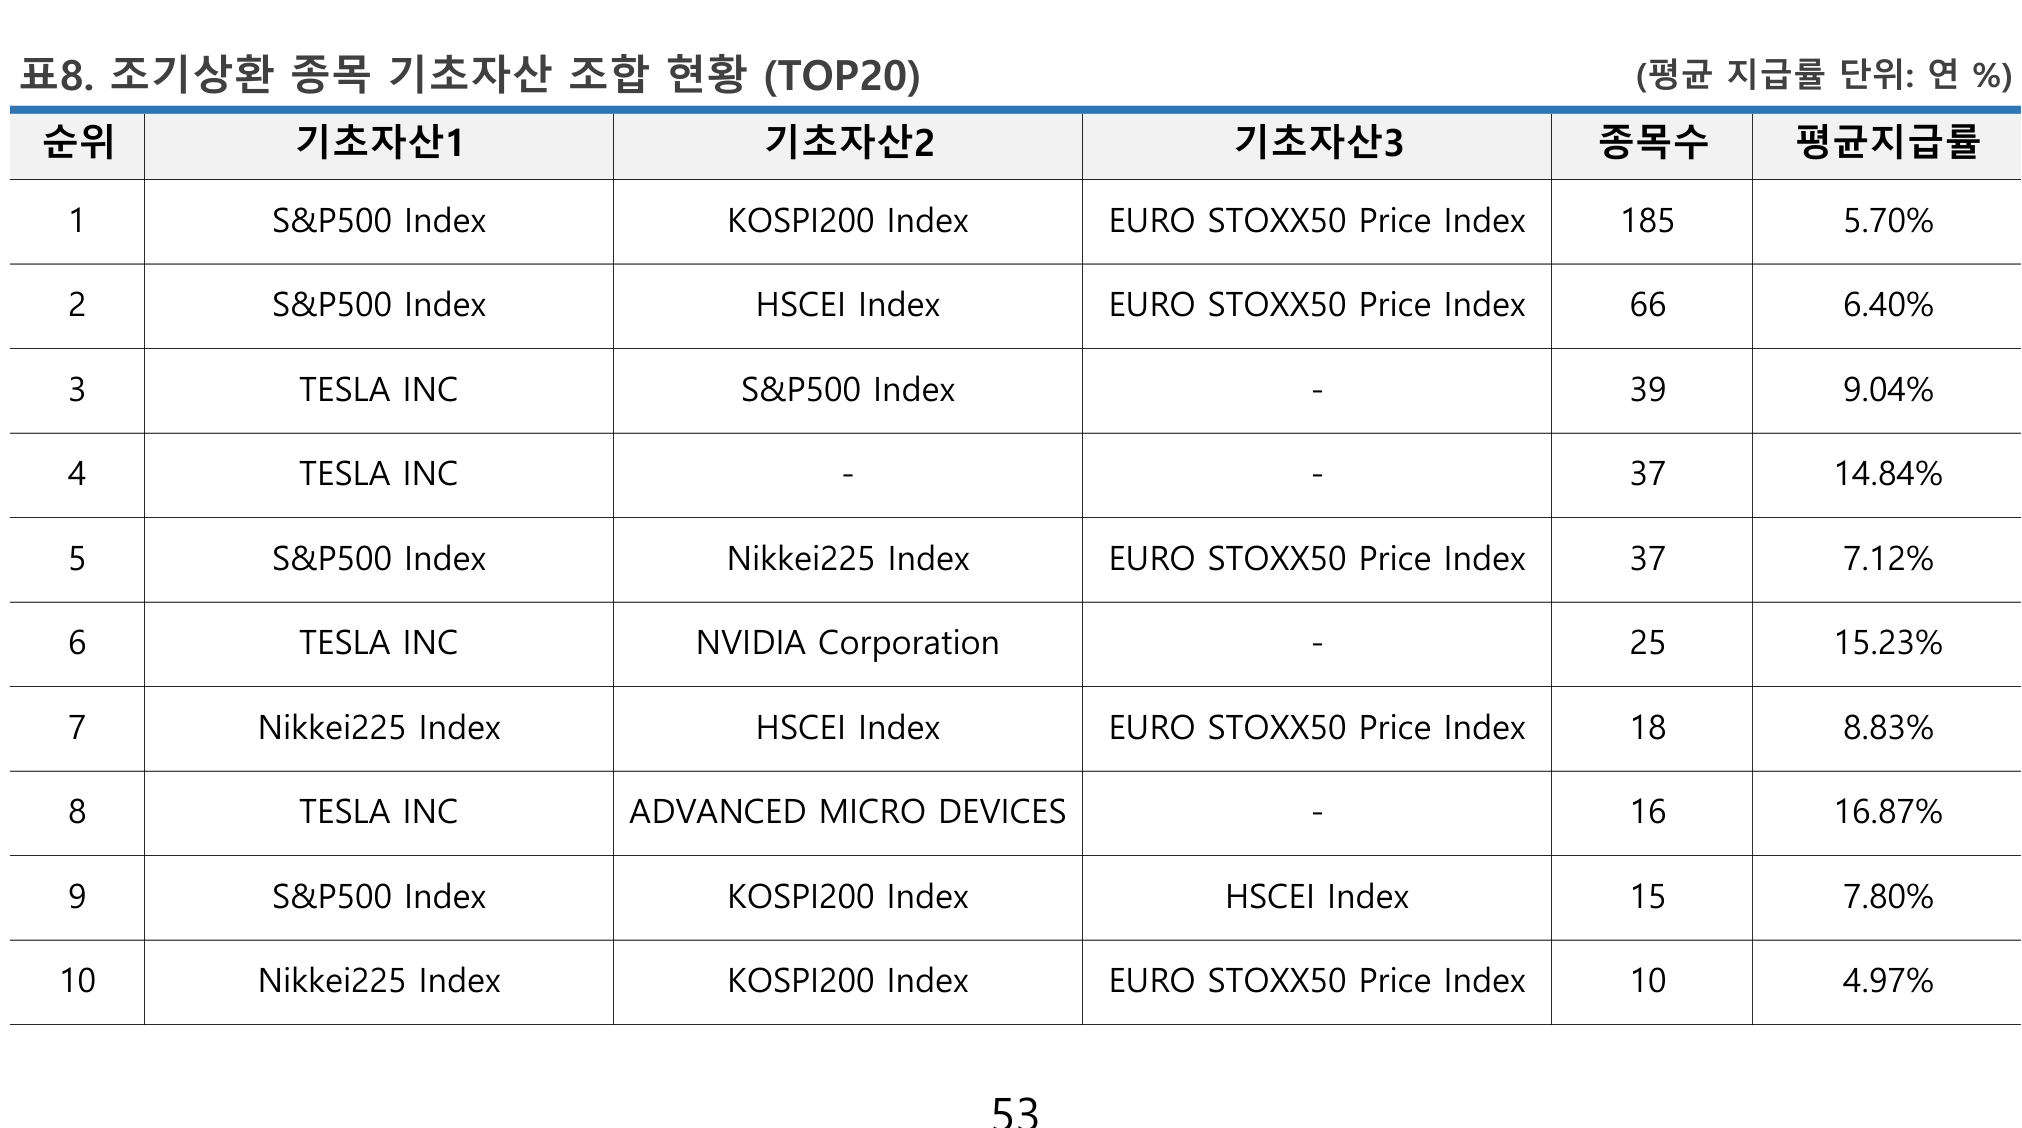 표8. 조기상환 종목 기초자산 조합 현황 (TOP20) (평균 지급률 단위: 연 %)
순위 기초자산1 기초자산2 기초자산3 종목수 평균지급률
1 S&P500 Index KOSPI200 Index EURO STOXX50 Price Index 185 5.70%
2 S&P500 Index HSCEI Index EURO STOXX50 Price Index 66 6.40%
3 TESLA INC S&P500 Index - 39 9.04%
4 TESLA INC - - 37 14.84%
5 S&P500 Index Nikkei225 Index EURO STOXX50 Price Index 37 7.12%
6 TESLA INC NVIDIA Corporation - 25 15.23%
7 Nikkei225 Index HSCEI Index EURO STOXX50 Price Index 18 8.83%
8 TESLA INC ADVANCED MICRO DEVICES - 16 16.87%
9 S&P500 Index KOSPI200 Index HSCEI Index 15 7.80%
10 Nikkei225 Index KOSPI200 Index EURO STOXX50 Price Index 10 4.97%
53